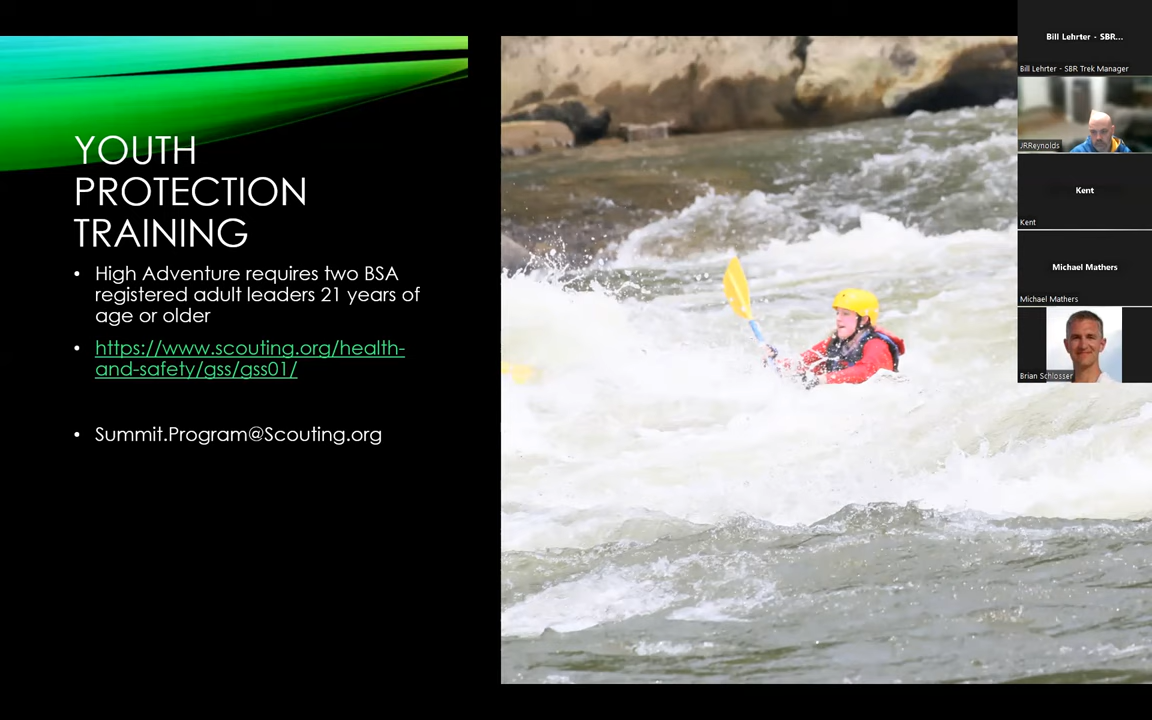 YOUTH
PROTECTION
TRAINING
• High Adventure requires two BSA
registered adult leaders 21 years of
age or older
• https://www.scouting.org/health-
and-safety/gss/gss01/
• Summit.Program@Scouting.org
Bill Lehrter - SBR...
Bill Lehrter - SBR Trek Manager
JRReynolds
Kent
Kent
Michael Mathers
Michael Mathers
Brian Schlosser